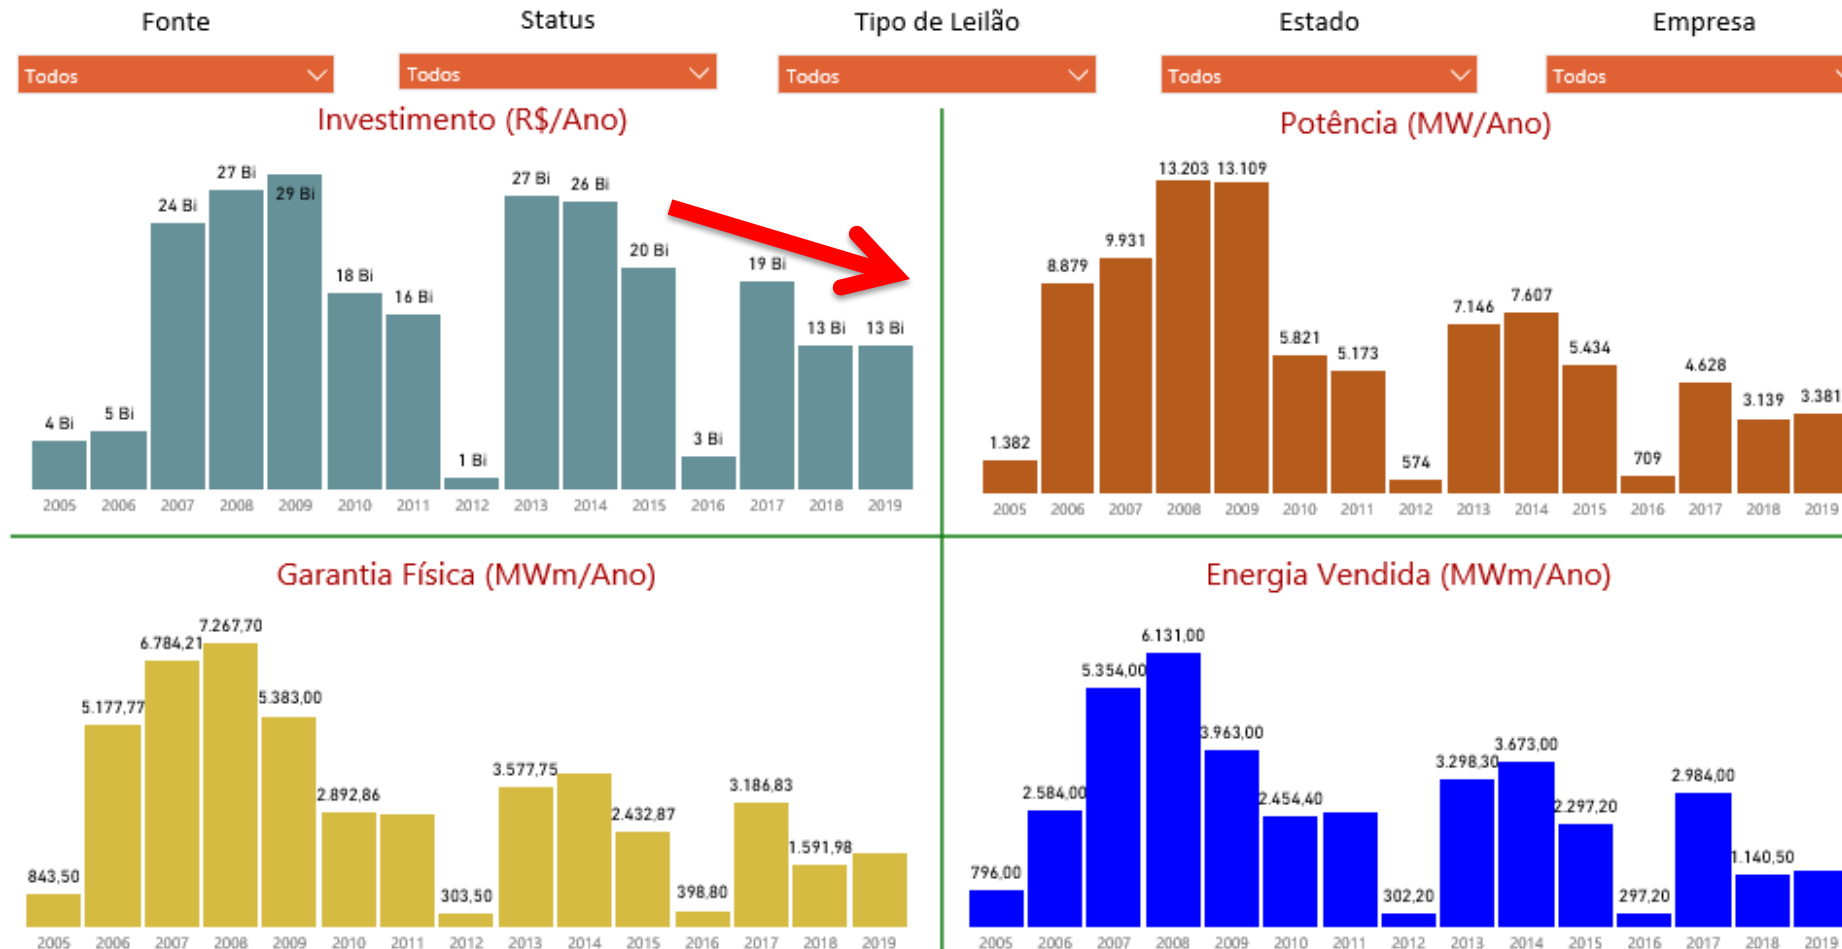 Fonte
Status
Tipo de Leilão
Estado
Empresa
Todos
Todos
Todos
Todos
Todos
Investimento (R$/Ano)
4 Bi
5 Bi
24 Bi
27 Bi
29 Bi
18 Bi
16 Bi
1 Bi
27 Bi
26 Bi
20 Bi
3 Bi
19 Bi
13 Bi
13 Bi
2005 2006 2007 2008 2009 2010 2011 2012 2013 2014 2015 2016 2017 2018 2019
Potência (MW/Ano)
1.382
8.879
9.931
13.203
13.109
5.821
5.173
574
7.146
7.607
5.434
709
4.628
3.139
3.381
2005 2006 2007 2008 2009 2010 2011 2012 2013 2014 2015 2016 2017 2018 2019
Garantia Física (MWm/Ano)
843,50
5.177,77
6.784,21
7.267,70
5.383,00
2.892,86
303,50
3.577,75
2.432,87
398,80
3.186,83
1.591,98
2005 2006 2007 2008 2009 2010 2011 2012 2013 2014 2015 2016 2017 2018 2019
Energia Vendida (MWm/Ano)
796,00
2.584,00
5.354,00
6.131,00
3.963,00
2.454,40
302,20
3.298,30
3.673,00
2.297,20
297,20
2.984,00
1.140,50
2005 2006 2007 2008 2009 2010 2011 2012 2013 2014 2015 2016 2017 2018 2019